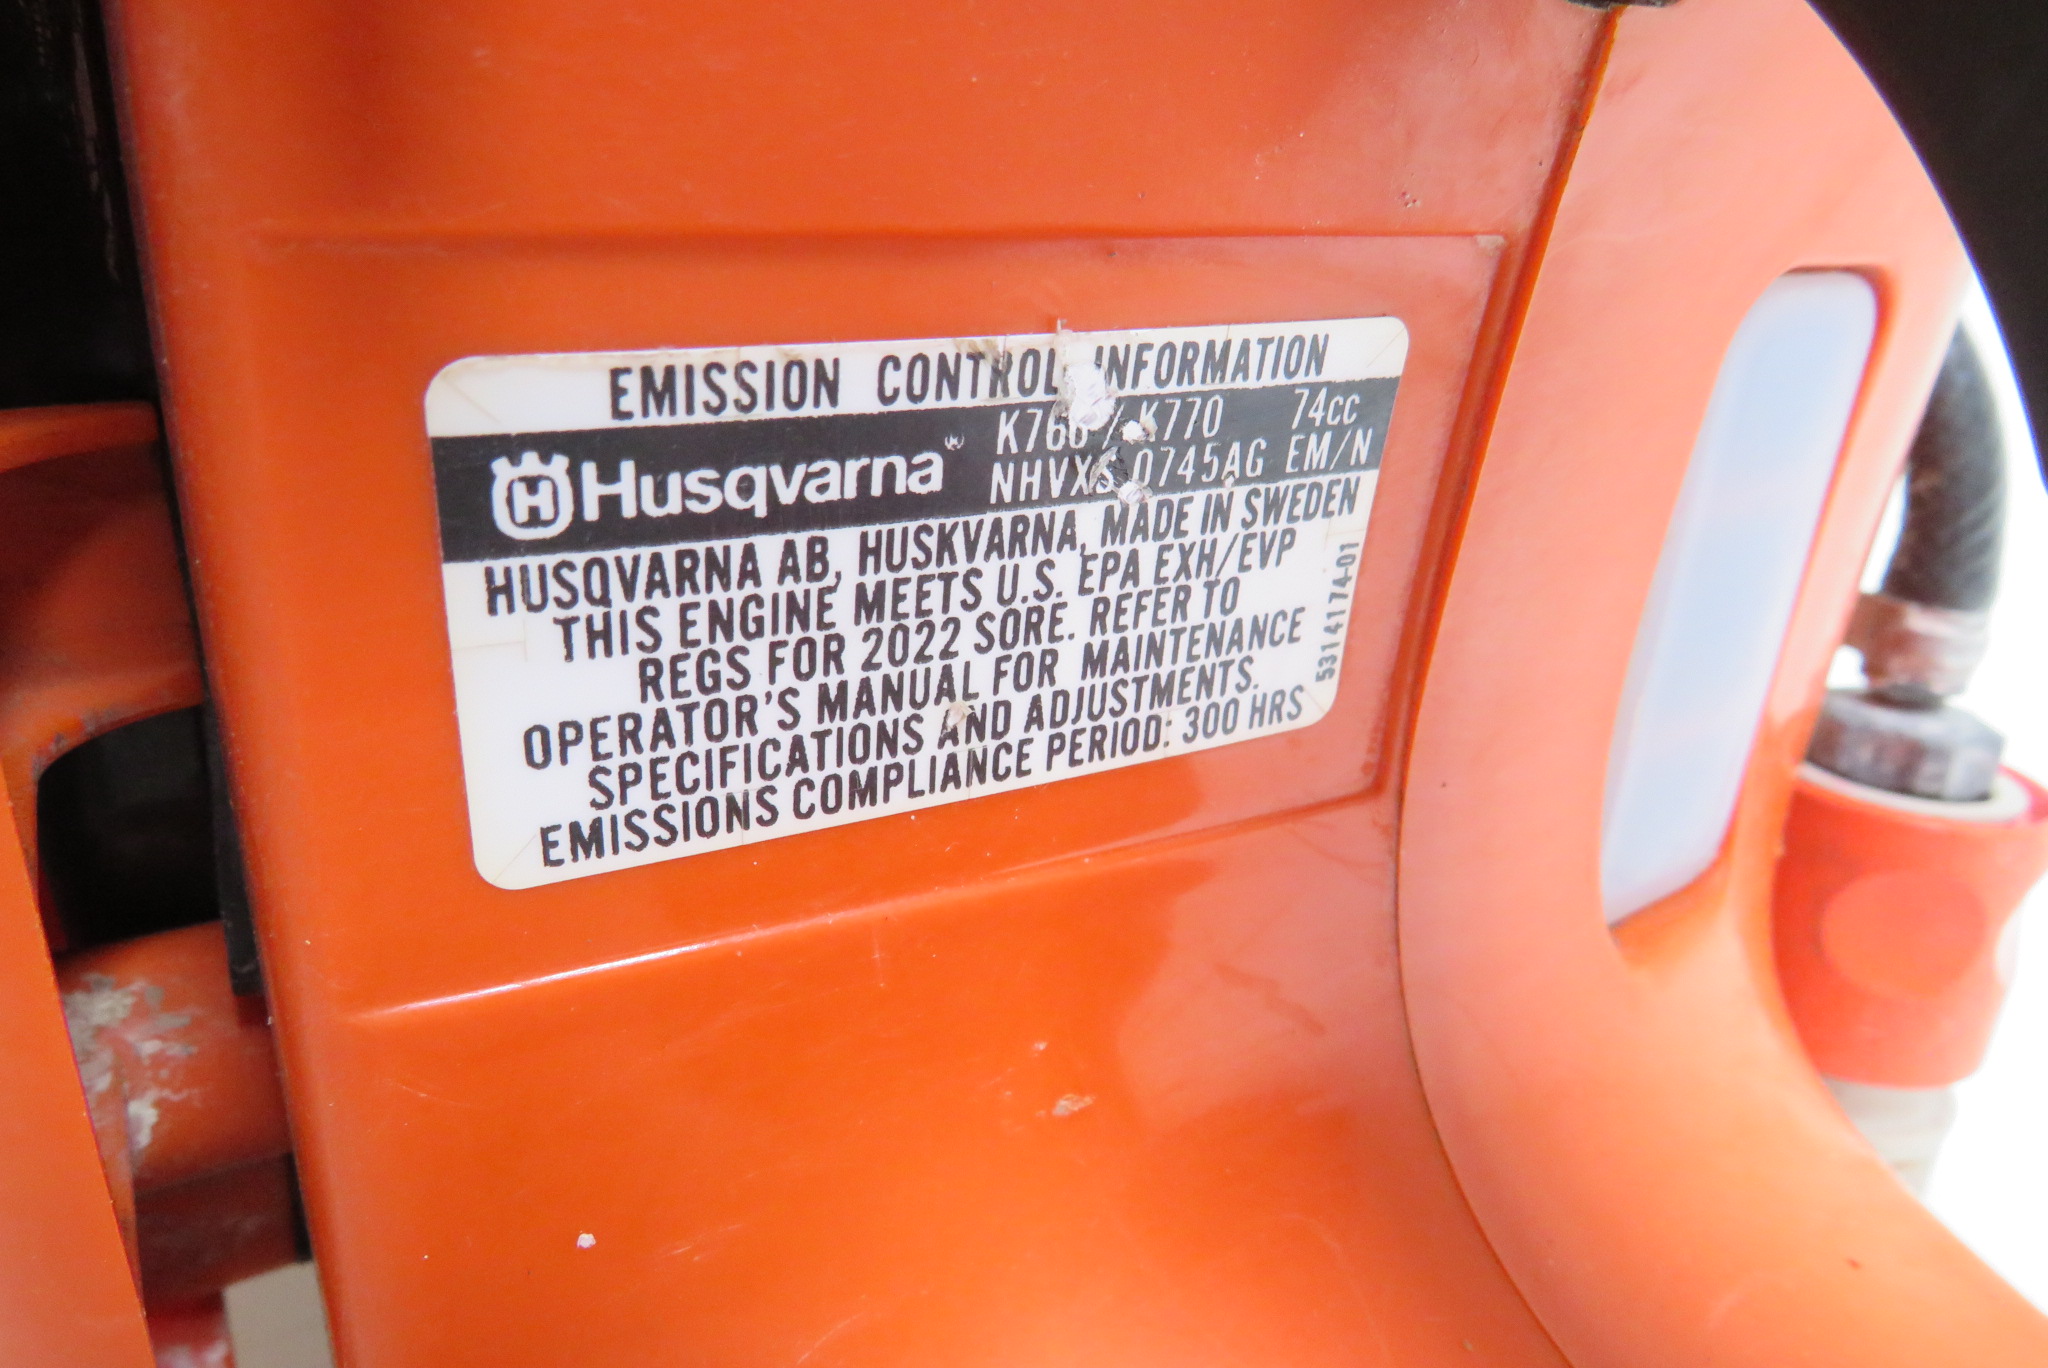 EMISSION CONTROL INFORMATION
Husqvarna
K760 / K770 74cc
0745AG EM/N
HUSQVARNA AB, HUSKVARNA, MADE IN SWEDEN
THIS ENGINE MEETS U.S. EPA EXH/EVP
REGS FOR 2022 SORE. REFER TO
OPERATOR'S MANUAL FOR MAINTENANCE
SPECIFICATIONS AND ADJUSTMENTS.
EMISSIONS COMPLIANCE PERIOD: 300 HRS
531 41 74-01